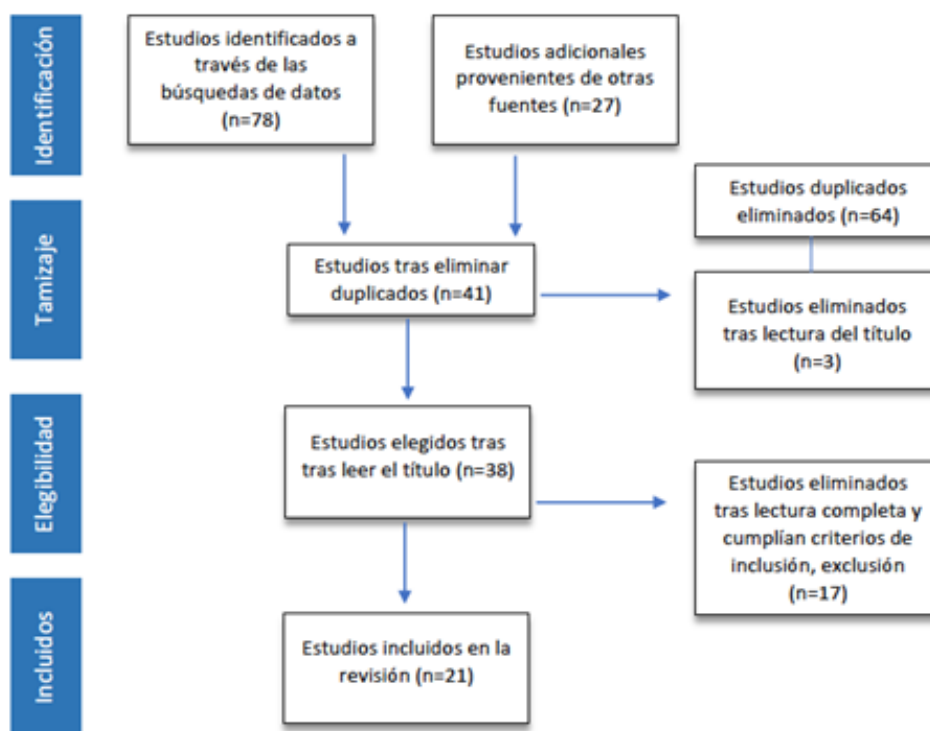 Identificación
Estudios identificados a
través de las
búsquedas de datos
(n=78)
Estudios adicionales
provenientes de otras
fuentes (n=27)
Tamizaje
Estudios tras eliminar
duplicados (n=41)
Estudios duplicados
eliminados (n=64)
Estudios eliminados
tras lectura del título
(n=3)
Elegibilidad
Estudios elegidos tras
tras leer el título (n=38)
Estudios eliminados
tras lectura completa y
cumplían criterios de
inclusión, exclusión
(n=17)
Incluidos
Estudios incluidos en la
revisión (n=21)